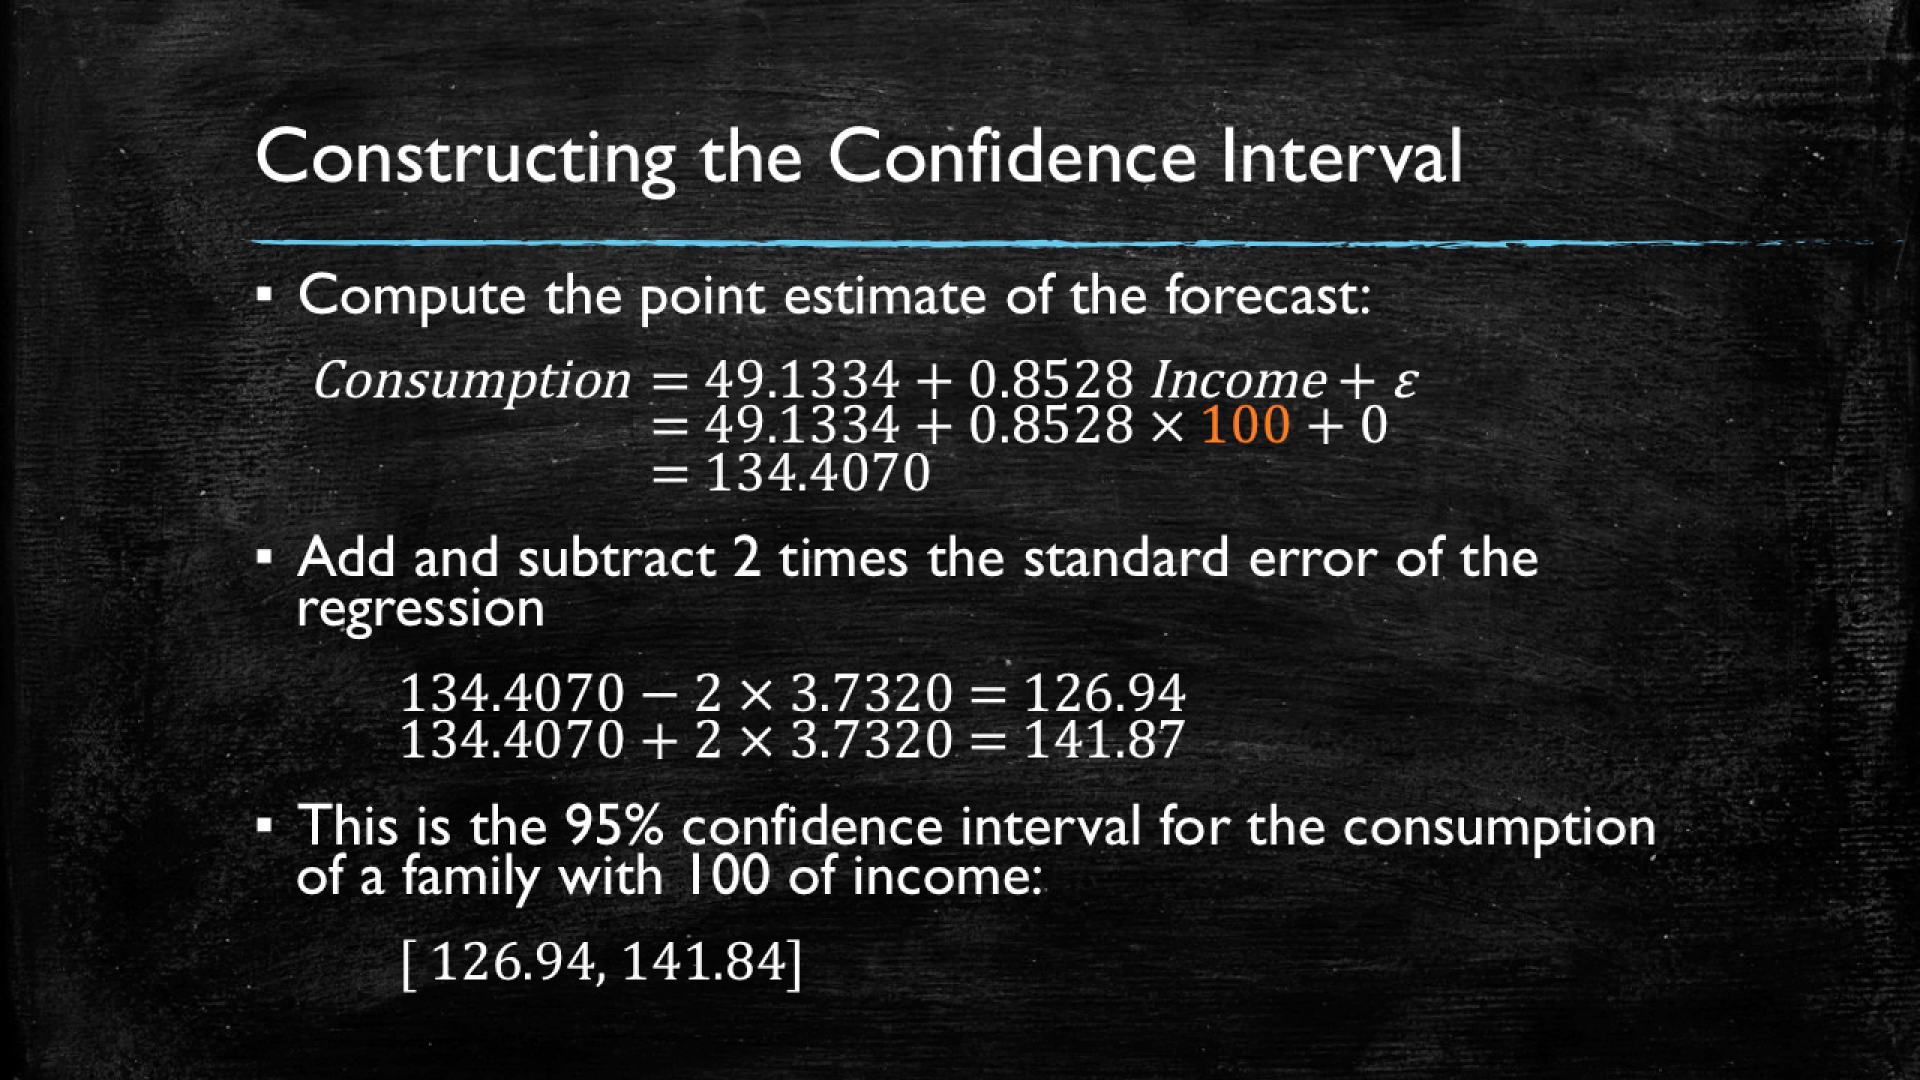 Constructing the Confidence Interval
▪ Compute the point estimate of the forecast:
Consumption = 49.1334 + 0.8528 Income + ε
= 49.1334 + 0.8528 × 100 + 0
= 134.4070
▪ Add and subtract 2 times the standard error of the
regression
134.4070 − 2 × 3.7320 = 126.94
134.4070 + 2 × 3.7320 = 141.87
▪ This is the 95% confidence interval for the consumption
of a family with 100 of income:
[ 126.94, 141.84]